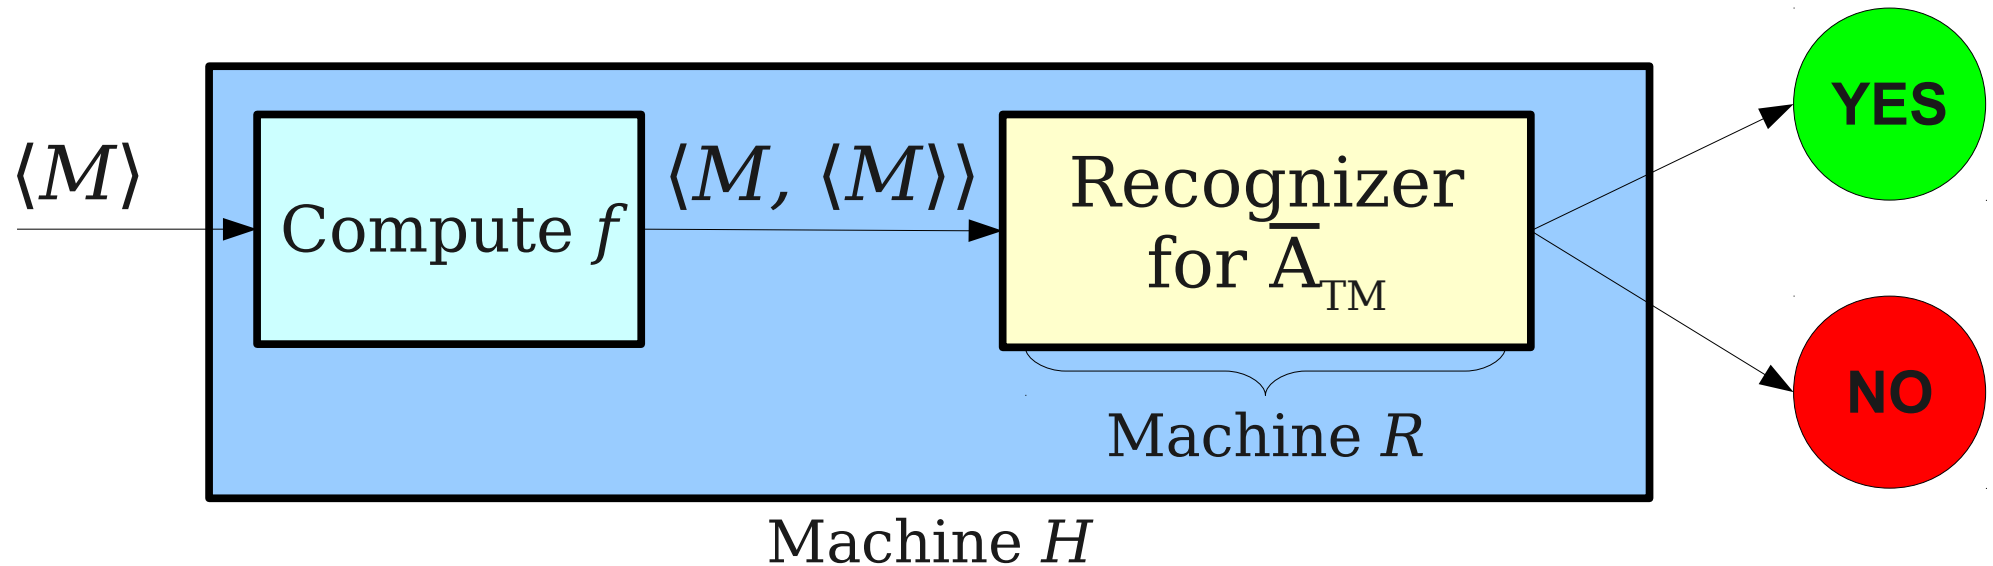 ⟨M⟩
Compute f
⟨M, ⟨M⟩⟩
Recognizer
for A̅TM
Machine R
YES
NO
Machine H